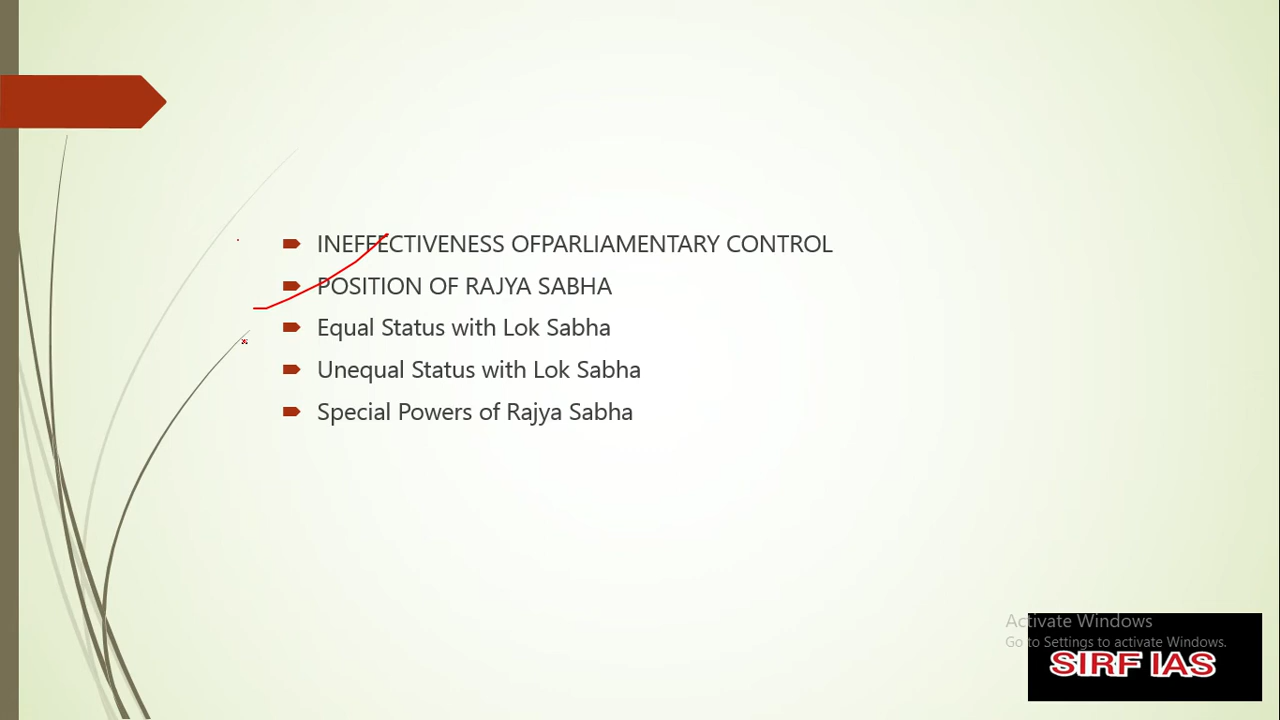 INEFFECTIVENESS OFPARLIAMENTARY CONTROL
POSITION OF RAJYA SABHA
Equal Status with Lok Sabha
Unequal Status with Lok Sabha
Special Powers of Rajya Sabha
Activate Windows
Go to Settings to activate Windows.
SIRF IAS